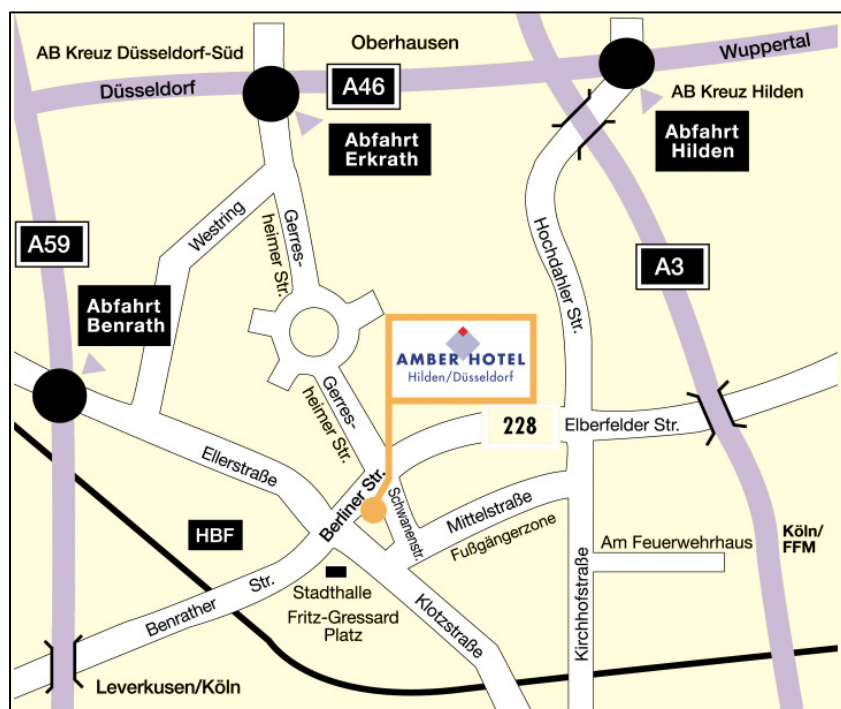 AB Kreuz Düsseldorf-Süd
Oberhausen
Wuppertal
Düsseldorf
A46
AB Kreuz Hilden
Abfahrt
Erkrath
Abfahrt
Hilden
Westring
Gerres-
heimer Str.
A59
Hochdahler Str.
A3
Abfahrt
Benrath
AMBER HOTEL
Hilden/Düsseldorf
Gerres-
heimer Str.
228
Elberfelder Str.
Ellerstraße
Berliner Str.
Schwanenstr.
Mittelstraße
Fußgängerzone
HBF
Am Feuerwehrhaus
Köln/
FFM
Benrather Str.
Stadthalle
Fritz-Gressard
Platz
Klotzstraße
Kirchhofstraße
Leverkusen/Köln